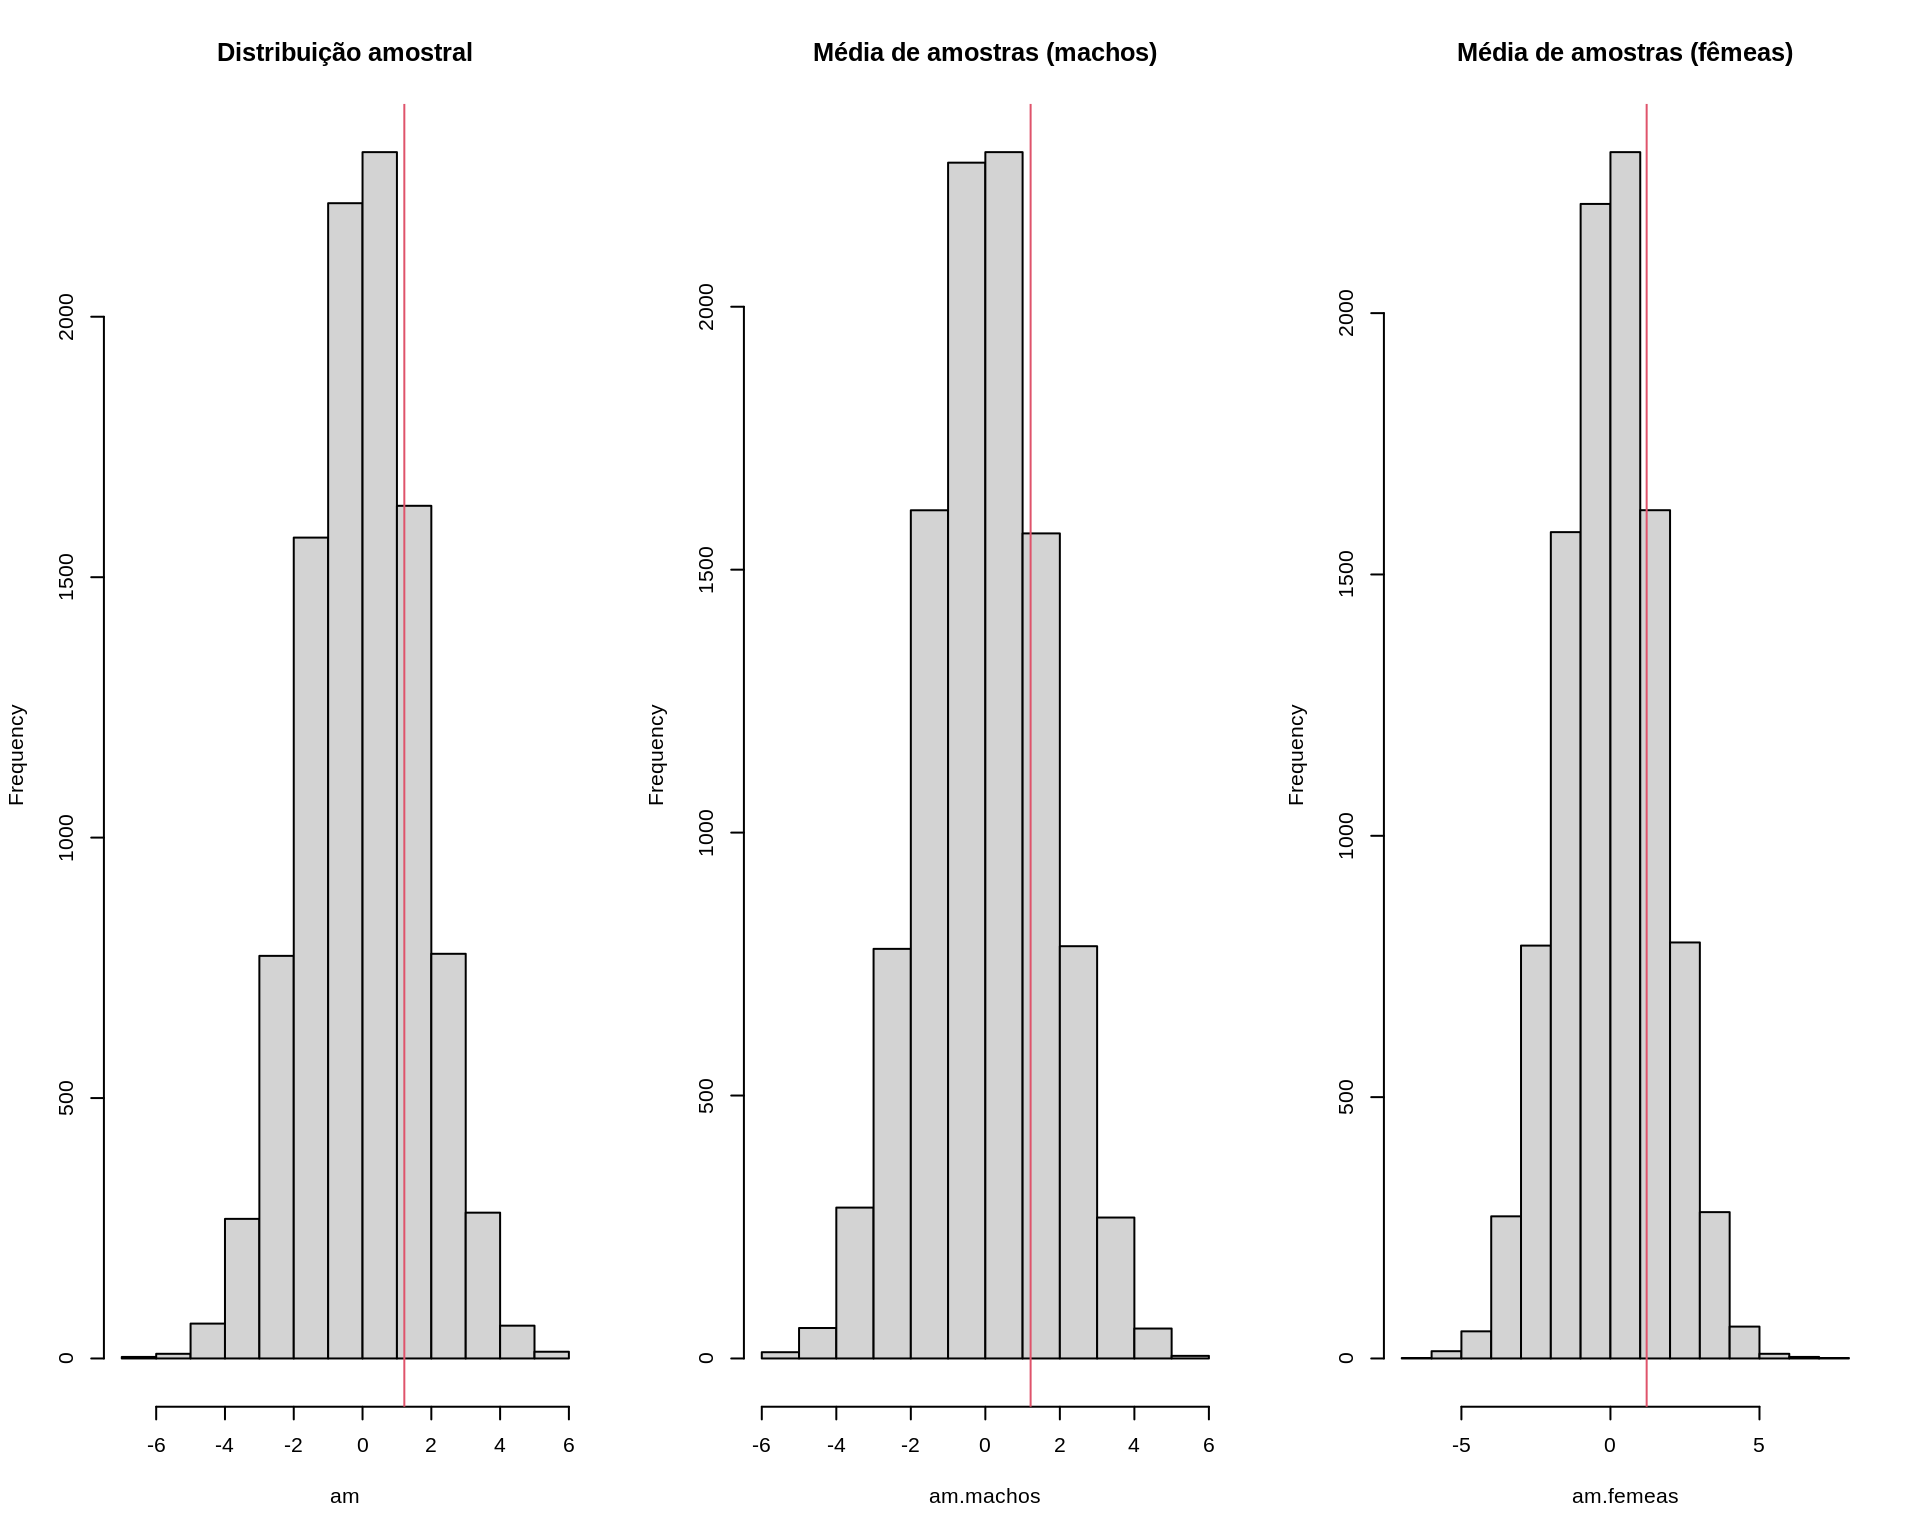 Distribuição amostral
Frequency
2000
1500
1000
500
0
-6 -4 -2 0 2 4 6
am
Média de amostras (machos)
Frequency
2000
1500
1000
500
0
-6 -4 -2 0 2 4 6
am.machos
Média de amostras (fêmeas)
Frequency
2000
1500
1000
500
0
-5 0 5
am.femeas